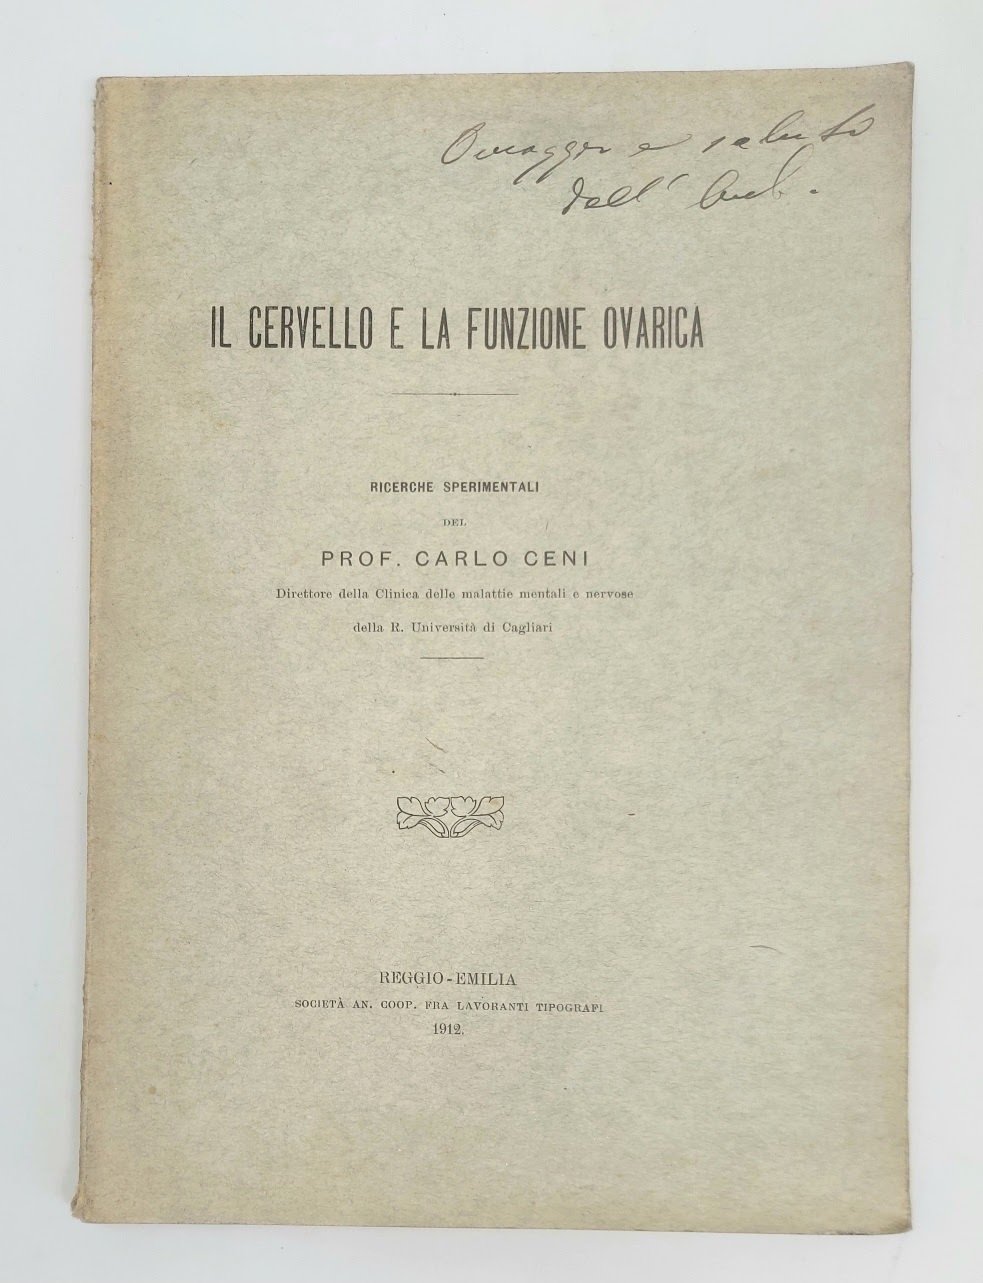 Omaggi e saluto
dell'
IL CERVELLO E LA FUNZIONE OVARICA
RICERCHE SPERIMENTALI
DEL
PROF. CARLO CENI
Direttore della Clinica delle malattie mentali e nervose
della R. Università di Cagliari
REGGIO-EMILIA
SOCIETÀ AN. COOP. FRA LAVORANTI TIPOGRAFI
1912.